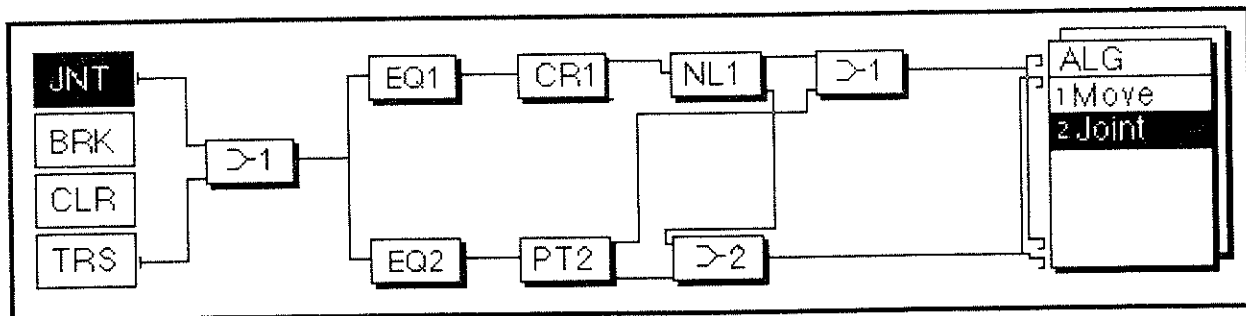 JNT
BRK
CLR
TRS
>-1
EQ1
CR1
NL1
>-1
EQ2
PT2
>-2
ALG
1 Move
2 Joint